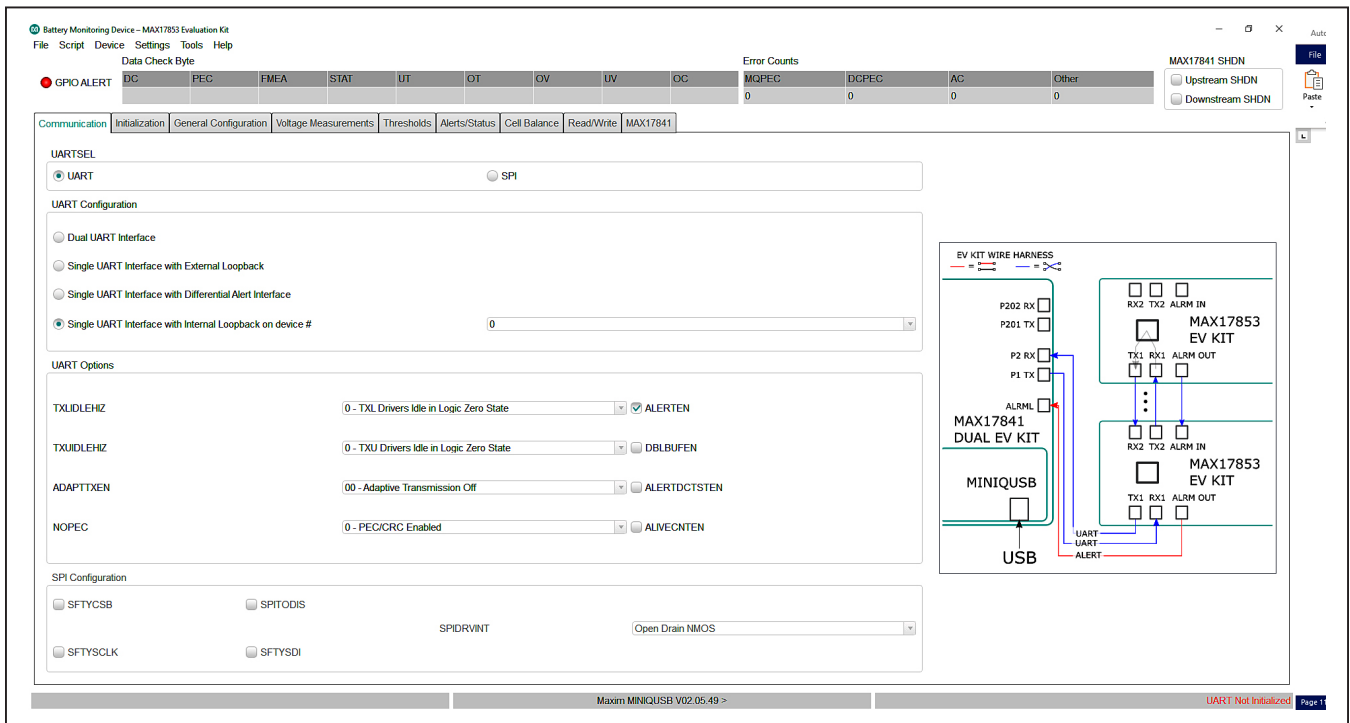 Battery Monitoring Device – MAX17853 Evaluation Kit
Auto
File Script Device Settings Tools Help
File
Data Check Byte
Error Counts
MAX17841 SHDN
GPIO ALERT
DC PEC FMEA STAT UT OT OV UV OC
MQPEC DCPEC AC Other
0 0 0 0
Upstream SHDN
Downstream SHDN
Paste
Communication Initialization General Configuration Voltage Measurements Thresholds Alerts/Status Cell Balance Read/Write MAX17841
UARTSEL
UART SPI
UART Configuration
Dual UART Interface
Single UART Interface with External Loopback
Single UART Interface with Differential Alert Interface
Single UART Interface with Internal Loopback on device # 0
UART Options
TXLIDLEHIZ 0 - TXL Drivers Idle in Logic Zero State ALERTEN
TXUIDLEHIZ 0 - TXU Drivers Idle in Logic Zero State DBLBUFEN
ADAPTTXEN 00 - Adaptive Transmission Off ALERTDCTSTEN
NOPEC 0 - PEC/CRC Enabled ALIVECNTEN
SPI Configuration
SFTYCSB SPITODIS
SPIDRVINT Open Drain NMOS
SFTYSCLK SFTYSDI
EV KIT WIRE HARNESS
— = — =
P202 RX
P201 TX
P2 RX
P1 TX
ALRML
MAX17841
DUAL EV KIT
MINIQUSB
USB
RX2 TX2 ALRM IN
MAX17853
EV KIT
TX1 RX1 ALRM OUT
RX2 TX2 ALRM IN
MAX17853
EV KIT
TX1 RX1 ALRM OUT
UART
UART
ALERT
L
Maxim MINIQUSB V02.05.49 >
UART Not Initialized
Page 11